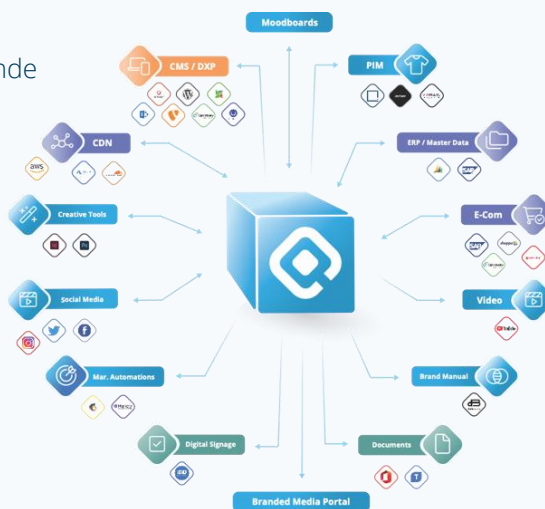 Moodboards
nde
CMS / DXP
PIM
CDN
aws
ERP / Master Data
SAP
Creative Tools
E-Com
SAP
Social Media
Video
YouTube
Mar. Automations
Brand Manual
Digital Signage
Documents
Branded Media Portal